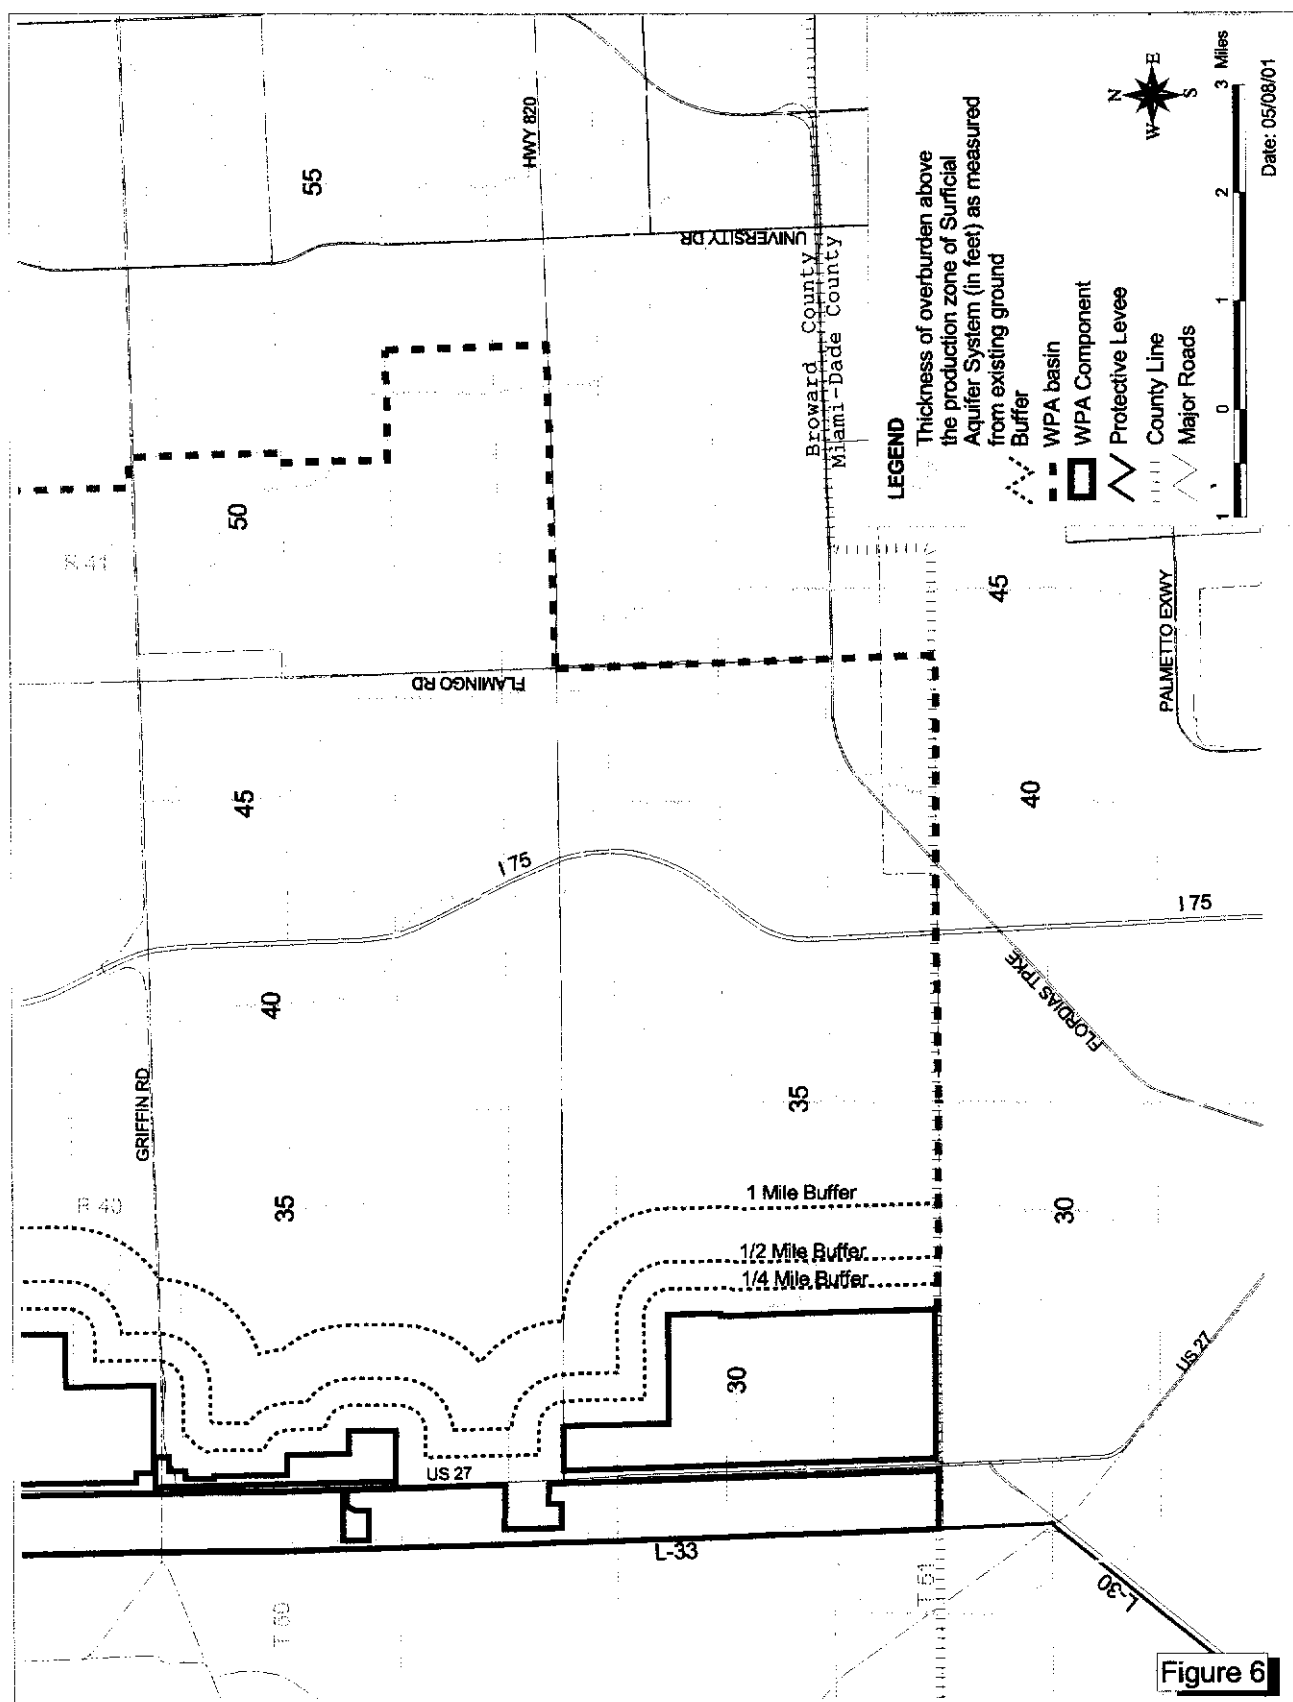 R 40
R 41
GRIFFIN RD
35
40
45
50
55
T 50
US 27
I 75
FLAMINGO RD
HWY 820
UNIVERSITY DR
L-33
30
35
1 Mile Buffer
1/2 Mile Buffer
1/4 Mile Buffer
Broward County
Miami-Dade County
T 51
L-30
US 27
30
FLORDIAS TPKE
I 75
40
45
PALMETTO EXWY
LEGEND
Thickness of overburden above
the production zone of Surficial
Aquifer System (in feet) as measured
from existing ground
Buffer
WPA basin
WPA Component
Protective Levee
County Line
Major Roads
N
W
E
S
1 0 1 2 3 Miles
Date: 05/08/01
Figure 6